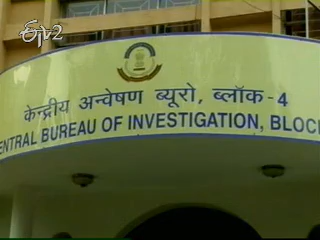 ETV2
केन्द्रीय अन्वेषण ब्यूरो, ब्लॉक-4
ENTRAL BUREAU OF INVESTIGATION, BLOC